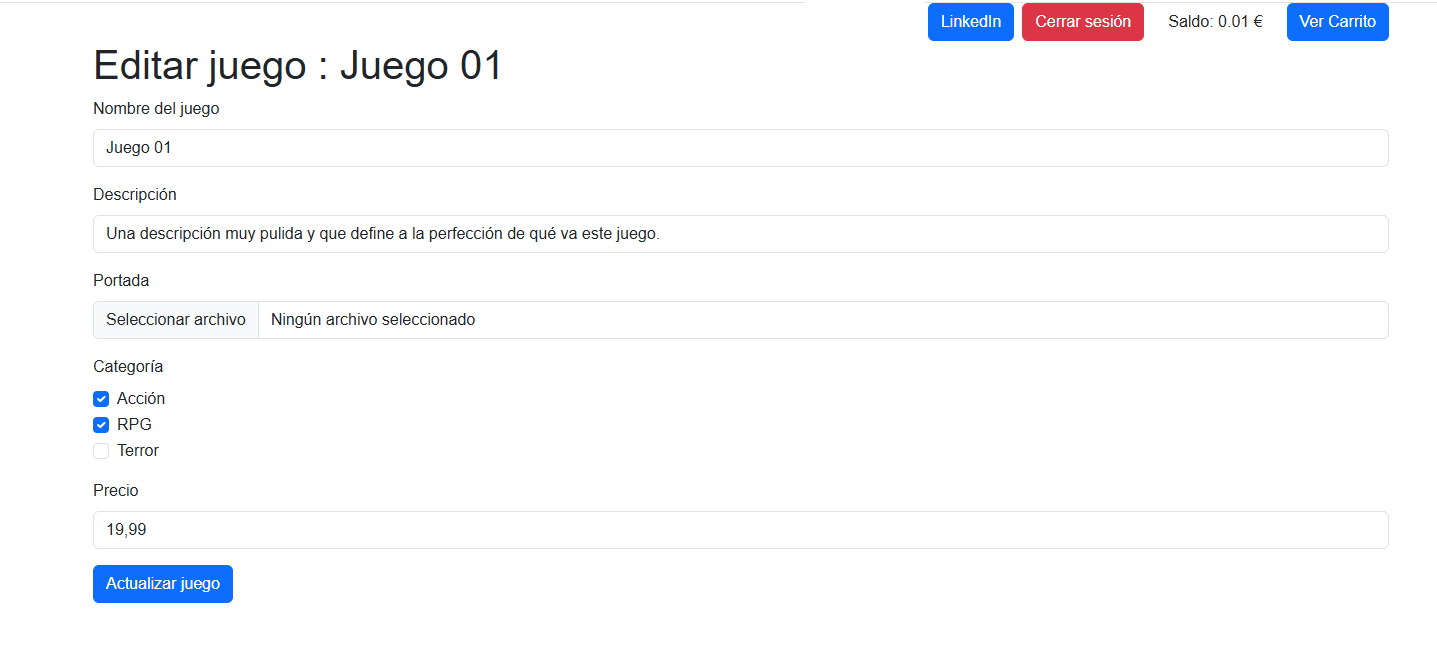 LinkedIn Cerrar sesión Saldo: 0.01 € Ver Carrito
Editar juego : Juego 01
Nombre del juego
Juego 01
Descripción
Una descripción muy pulida y que define a la perfección de qué va este juego.
Portada
Seleccionar archivo Ningún archivo seleccionado
Categoría
Acción
RPG
Terror
Precio
19,99
Actualizar juego